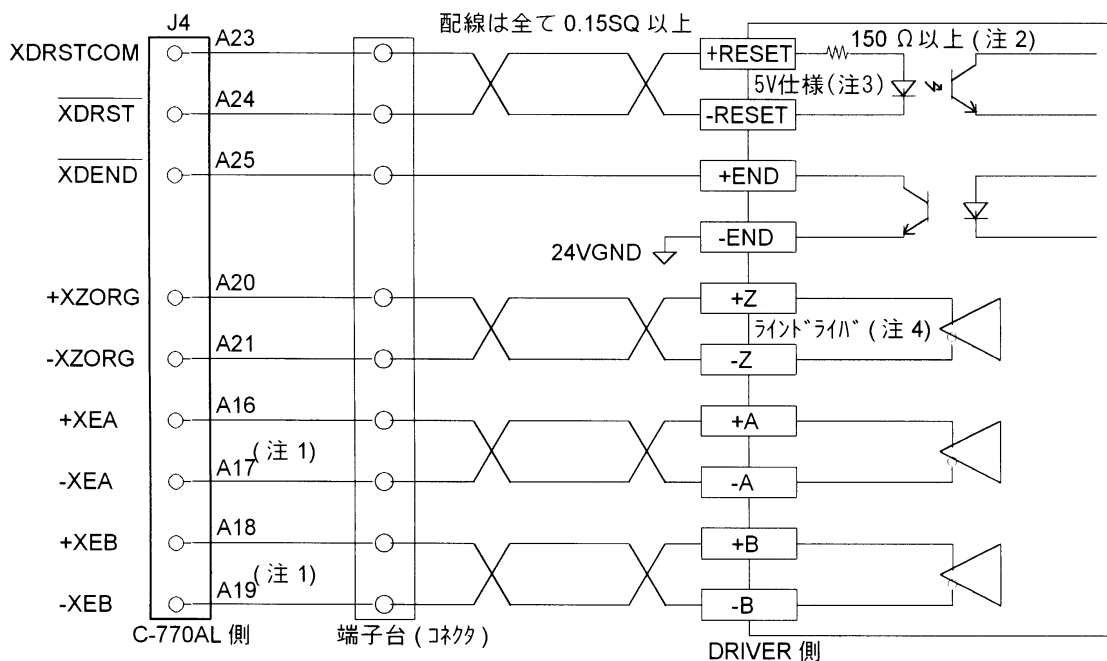 J4
配線は全て 0.15SQ 以上
XDRSTCOM
A23
+RESET
150 Ω以上 (注 2)
5V仕様(注3)
XDRST
A24
-RESET
XDEND
A25
+END
24VGND
-END
+XZORG
A20
+Z
ラインドライバ (注 4)
-XZORG
A21
-Z
+XEA
A16
+A
(注 1)
-XEA
A17
-A
+XEB
A18
+B
(注 1)
-XEB
A19
-B
C-770AL 側
端子台 (コネクタ)
DRIVER 側